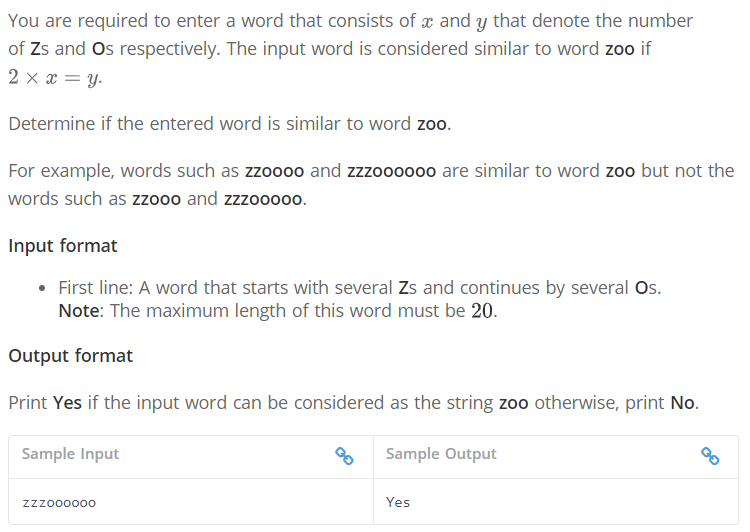 You are required to enter a word that consists of x and y that denote the number
of Zs and Os respectively. The input word is considered similar to word zoo if
2 × x = y.
Determine if the entered word is similar to word zoo.
For example, words such as zzoooo and zzzoooooo are similar to word zoo but not the
words such as zzooo and zzzooooo.
Input format
• First line: A word that starts with several Zs and continues by several Os.
Note: The maximum length of this word must be 20.
Output format
Print Yes if the input word can be considered as the string zoo otherwise, print No.
Sample Input Sample Output
zzzoooooo Yes